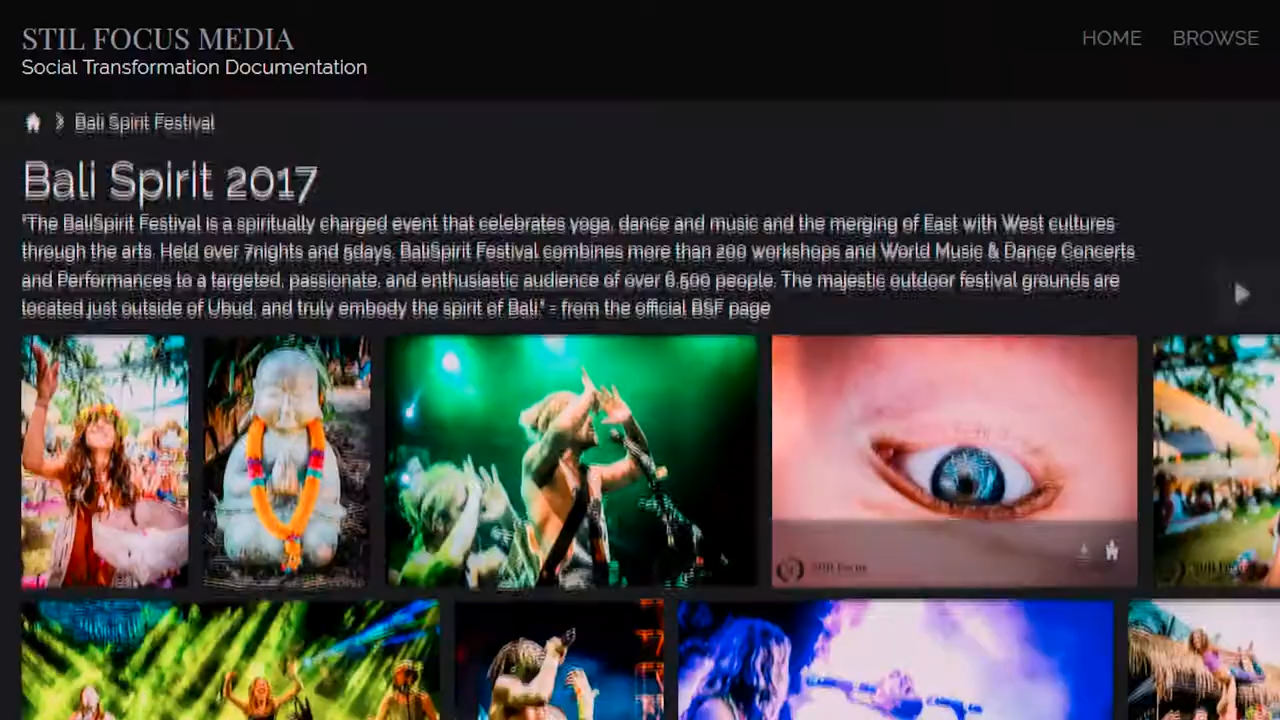 STIL FOCUS MEDIA
HOME
BROWSE
Social Transformation Documentation
Bali Spirit Festival
Bali Spirit 2017
"The BaliSpirit Festival is a spiritually charged event that celebrates yoga, dance and music and the merging of East with West cultures
through the arts. Held over 7nights and 5days, BaliSpirit Festival combines more than 200 workshops and World Music & Dance Concerts
and Performances to a targeted, passionate, and enthusiastic audience of over 6,500 people. The majestic outdoor festival grounds are
located just outside of Ubud, and truly embody the spirit of Bali." - from the official BSF page
Stil Focus